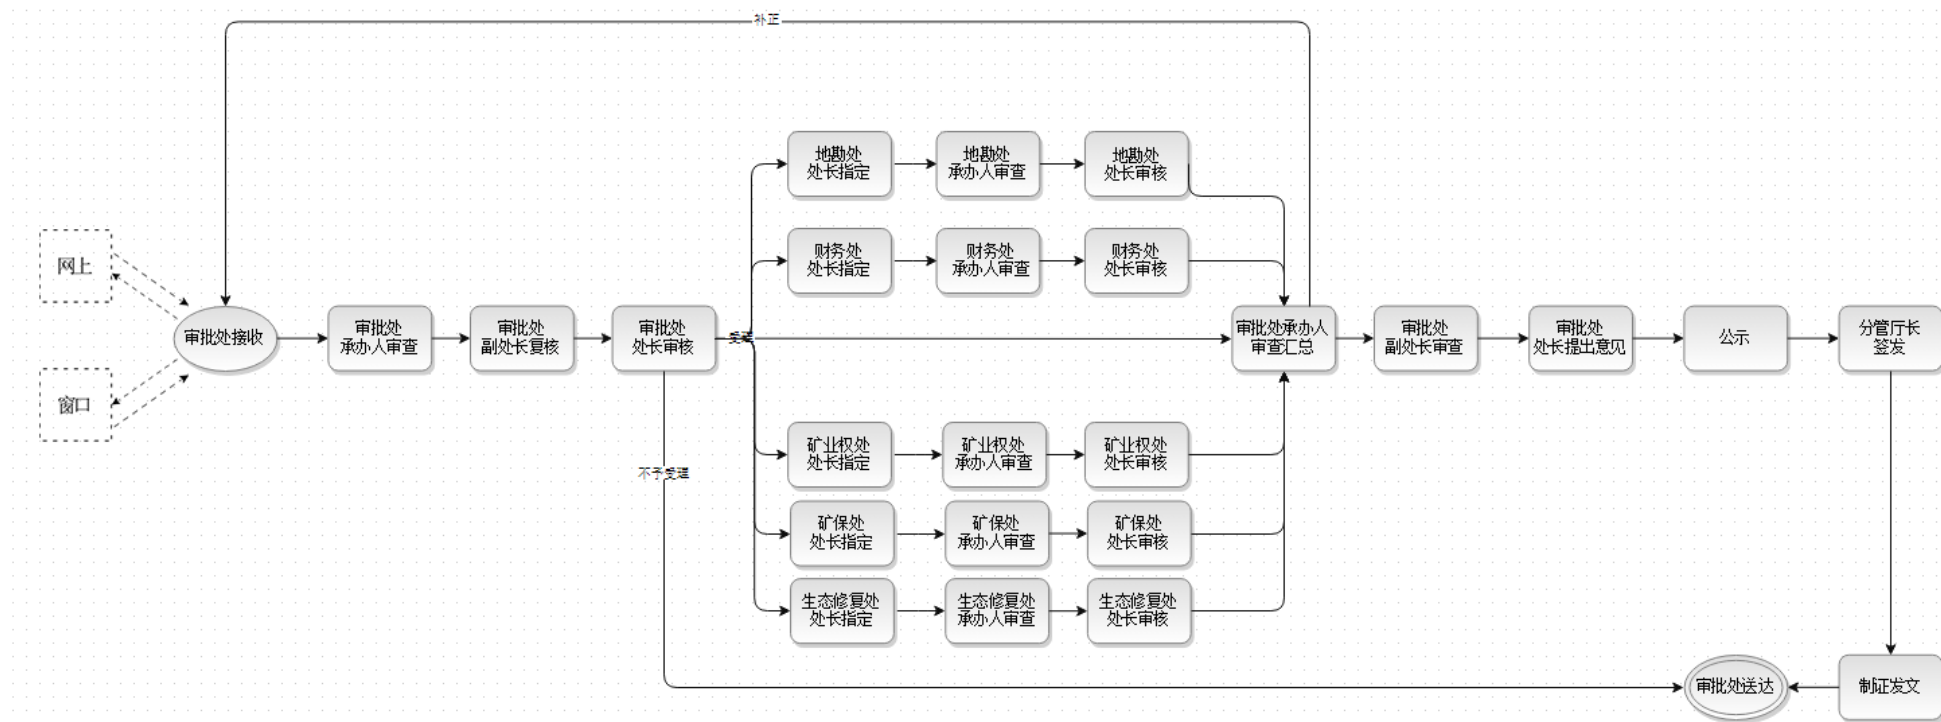 补正
地勘处
处长指定
地勘处
承办人审查
地勘处
处长审核
财务处
处长指定
财务处
承办人审查
财务处
处长审核
网上
窗口
审批处接收
审批处
承办人审查
审批处
副处长复核
审批处
处长审核
受理
审批处承办人
审查汇总
审批处
副处长审查
审批处
处长提出意见
公示
分管厅长
签发
矿业权处
处长指定
矿业权处
承办人审查
矿业权处
处长审核
不予受理
矿保处
处长指定
矿保处
承办人审查
矿保处
处长审核
生态修复处
处长指定
生态修复处
承办人审查
生态修复处
处长审核
审批处送达
制证发文